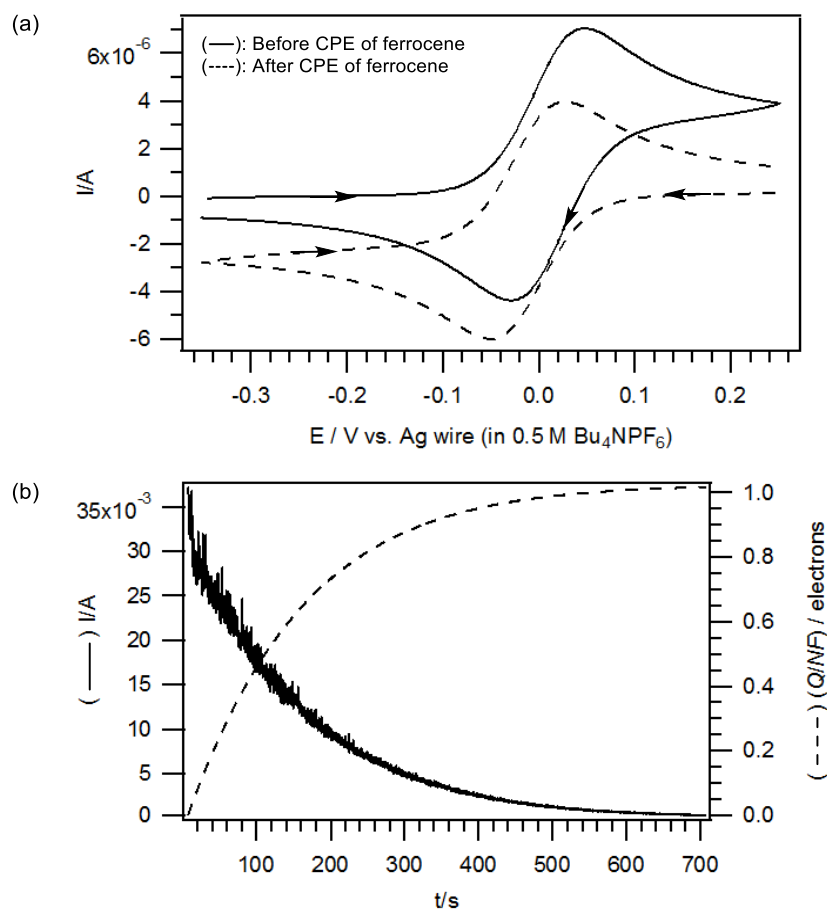 (a)
(—): Before CPE of ferrocene
(----): After CPE of ferrocene
6x10⁻⁶
4
2
0
-2
-4
-6
I/A
-0.3
-0.2
-0.1
0.0
0.1
0.2
E / V vs. Ag wire (in 0.5 M Bu₄NPF₆)
(b)
35x10⁻³
30
25
20
15
10
5
0
( — ) I/A
1.0
0.8
0.6
0.4
0.2
0.0
( – – – ) (Q/NF) / electrons
100
200
300
400
500
600
700
t/s